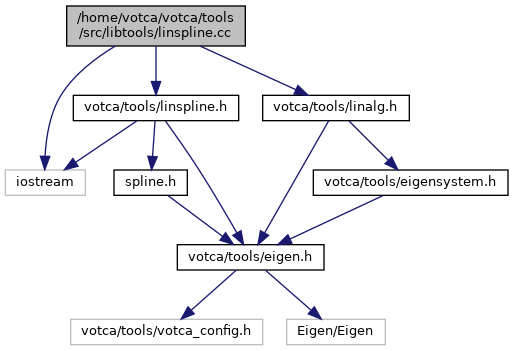 /home/votca/votca/tools
/src/libtools/linspline.cc
votca/tools/linspline.h
votca/tools/linalg.h
iostream
spline.h
votca/tools/eigensystem.h
votca/tools/eigen.h
votca/tools/votca_config.h
Eigen/Eigen